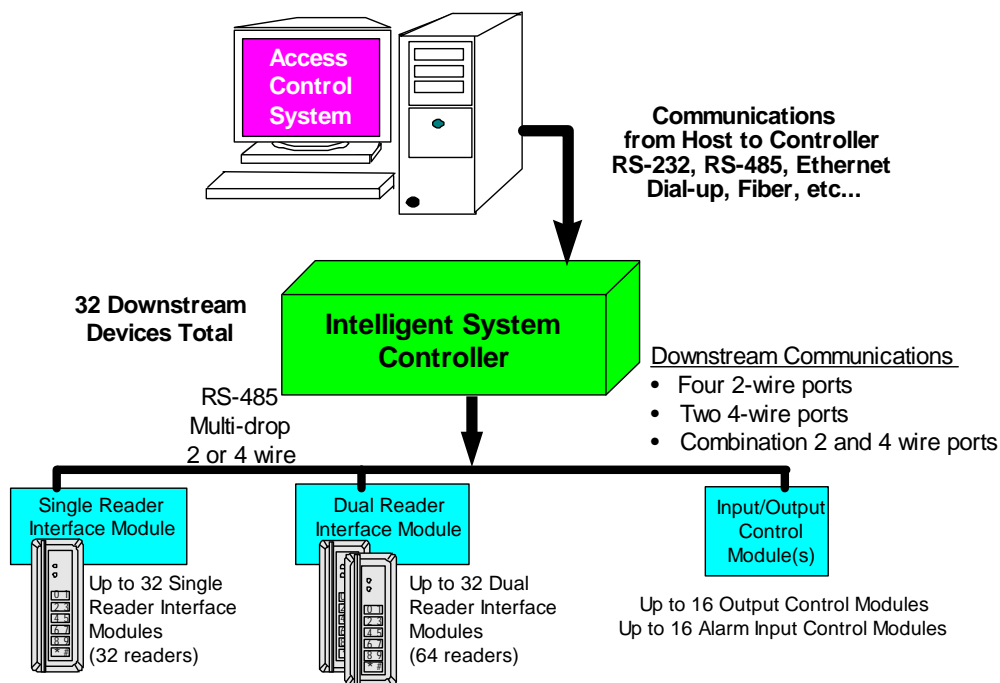 Access
Control
System
Communications
from Host to Controller
RS-232, RS-485, Ethernet
Dial-up, Fiber, etc...
32 Downstream
Devices Total
Intelligent System
Controller
Downstream Communications
• Four 2-wire ports
• Two 4-wire ports
• Combination 2 and 4 wire ports
RS-485
Multi-drop
2 or 4 wire
Single Reader
Interface Module
Dual Reader
Interface Module
Input/Output
Control
Module(s)
Up to 32 Single
Reader Interface
Modules
(32 readers)
Up to 32 Dual
Reader Interface
Modules
(64 readers)
Up to 16 Output Control Modules
Up to 16 Alarm Input Control Modules